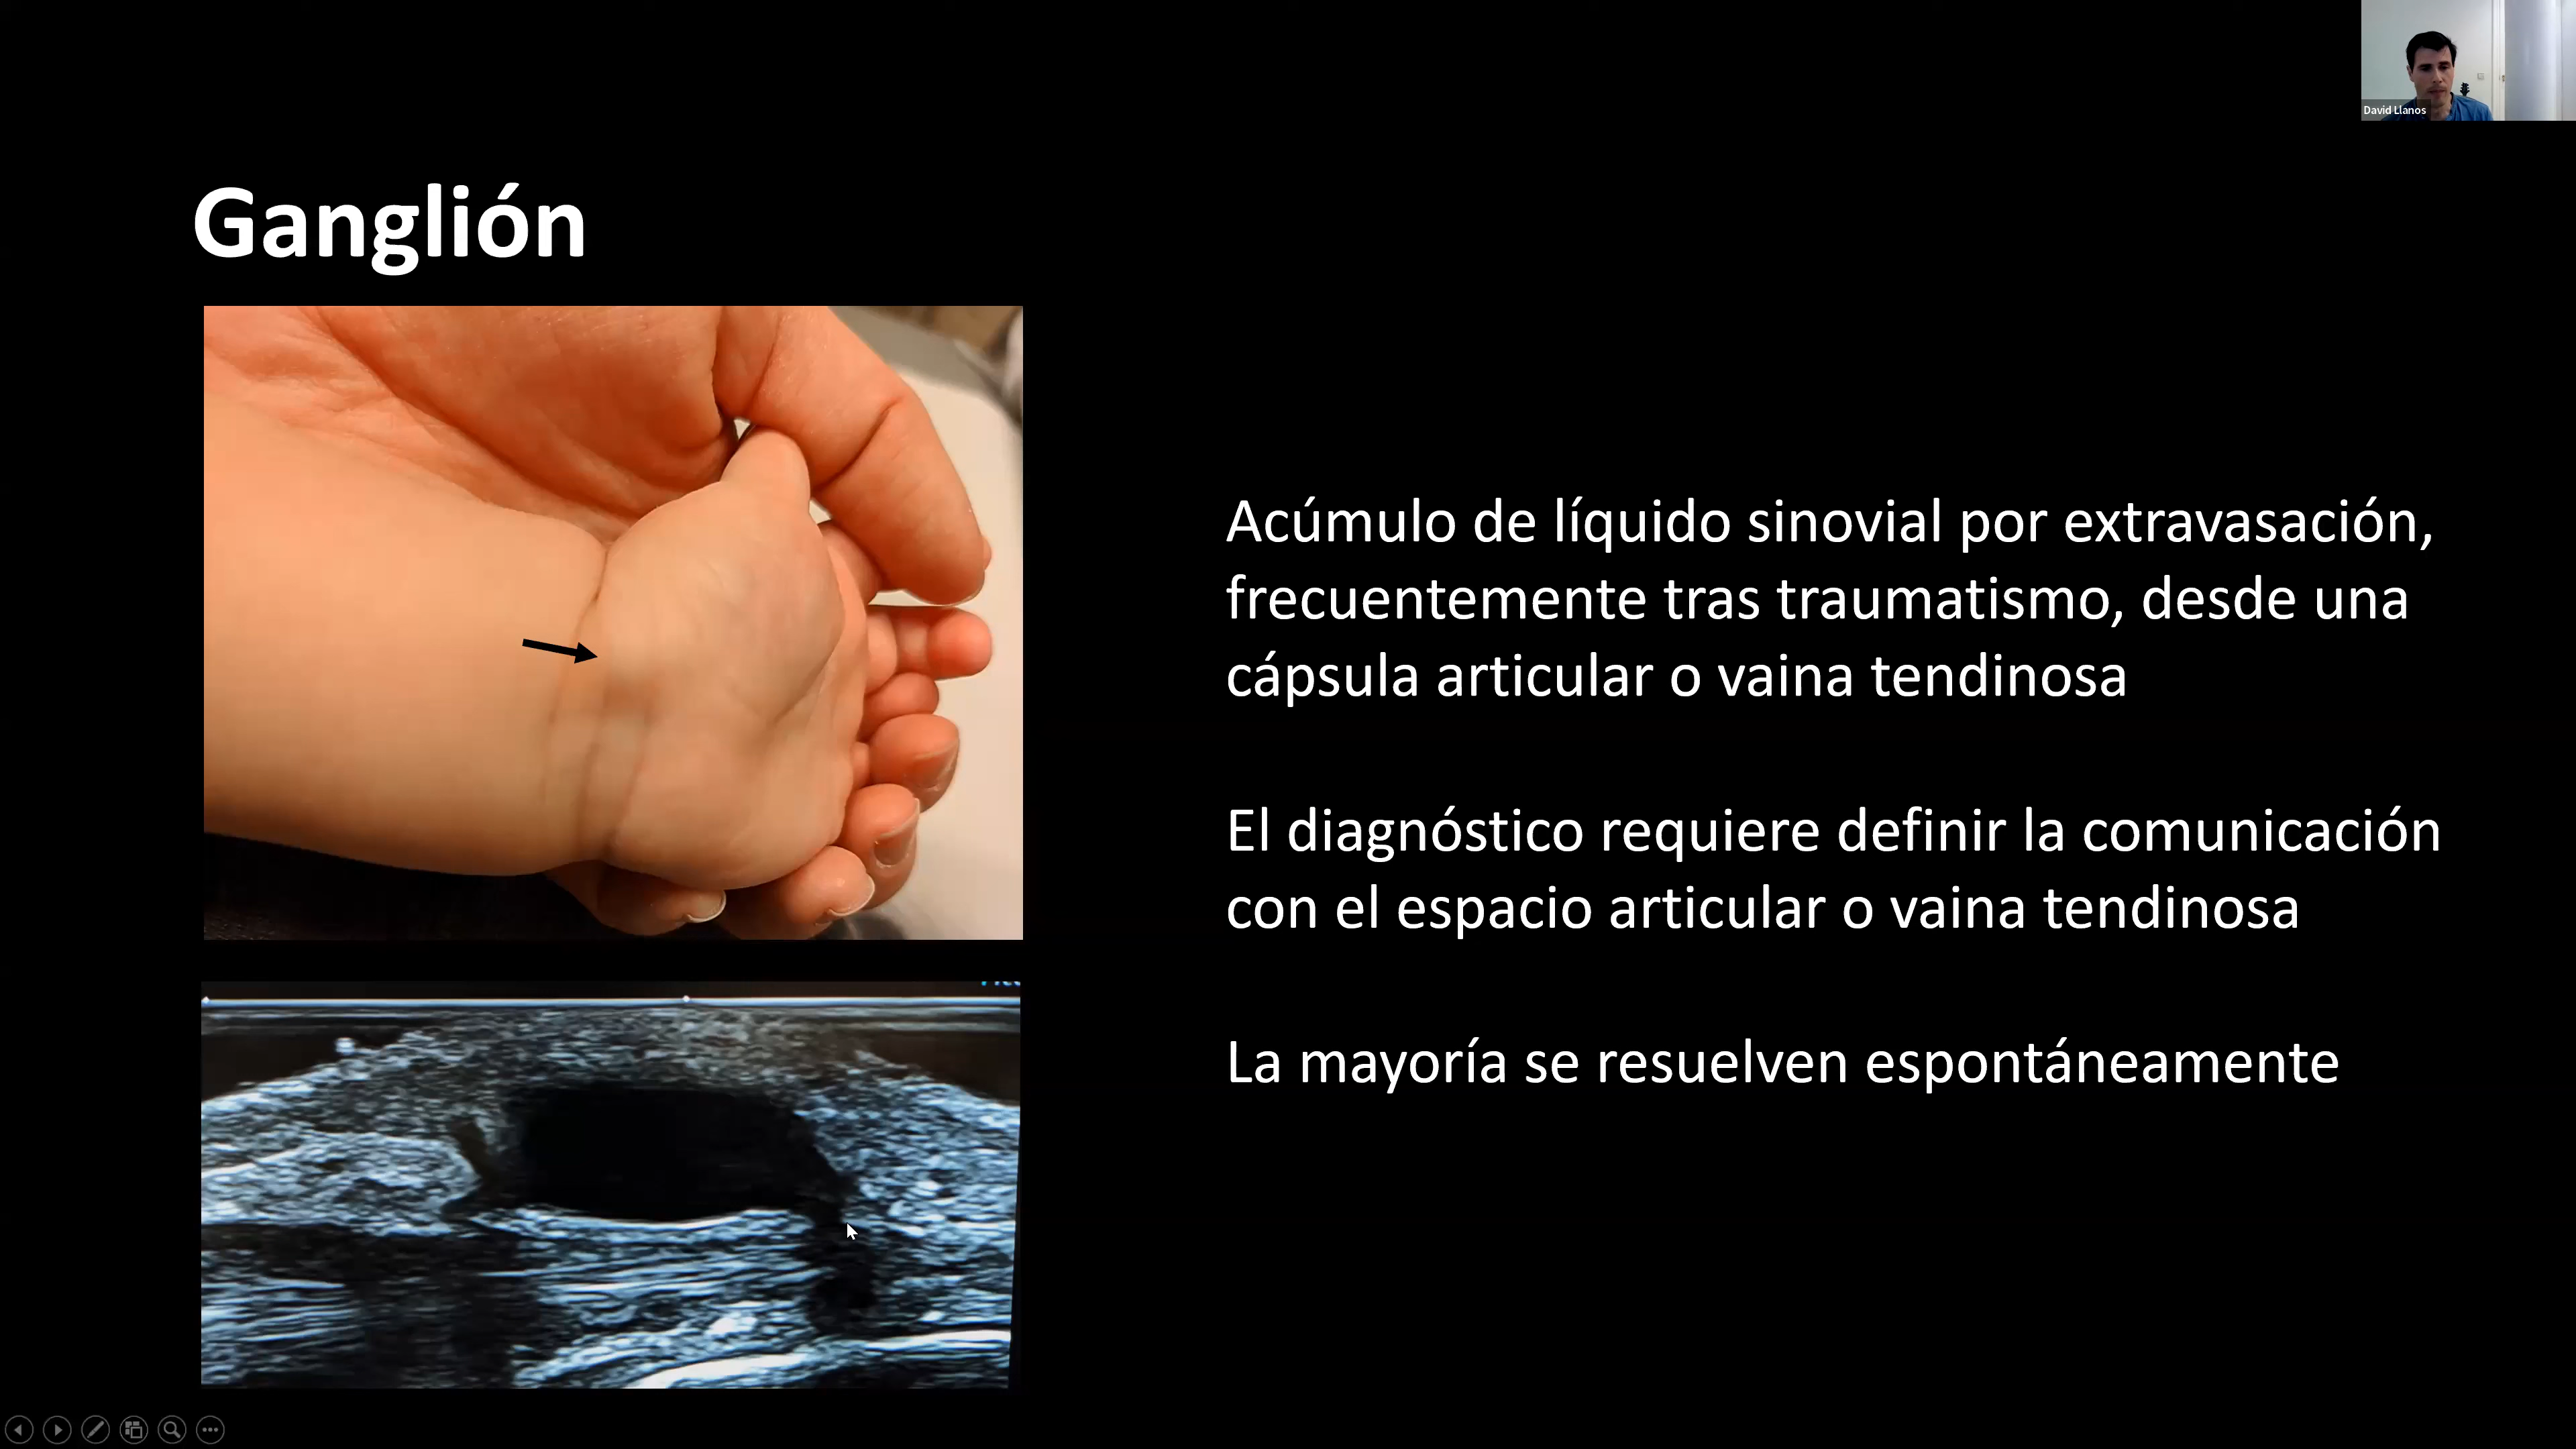 David Llanos
Ganglión
Acúmulo de líquido sinovial por extravasación,
frecuentemente tras traumatismo, desde una
cápsula articular o vaina tendinosa
El diagnóstico requiere definir la comunicación
con el espacio articular o vaina tendinosa
La mayoría se resuelven espontáneamente